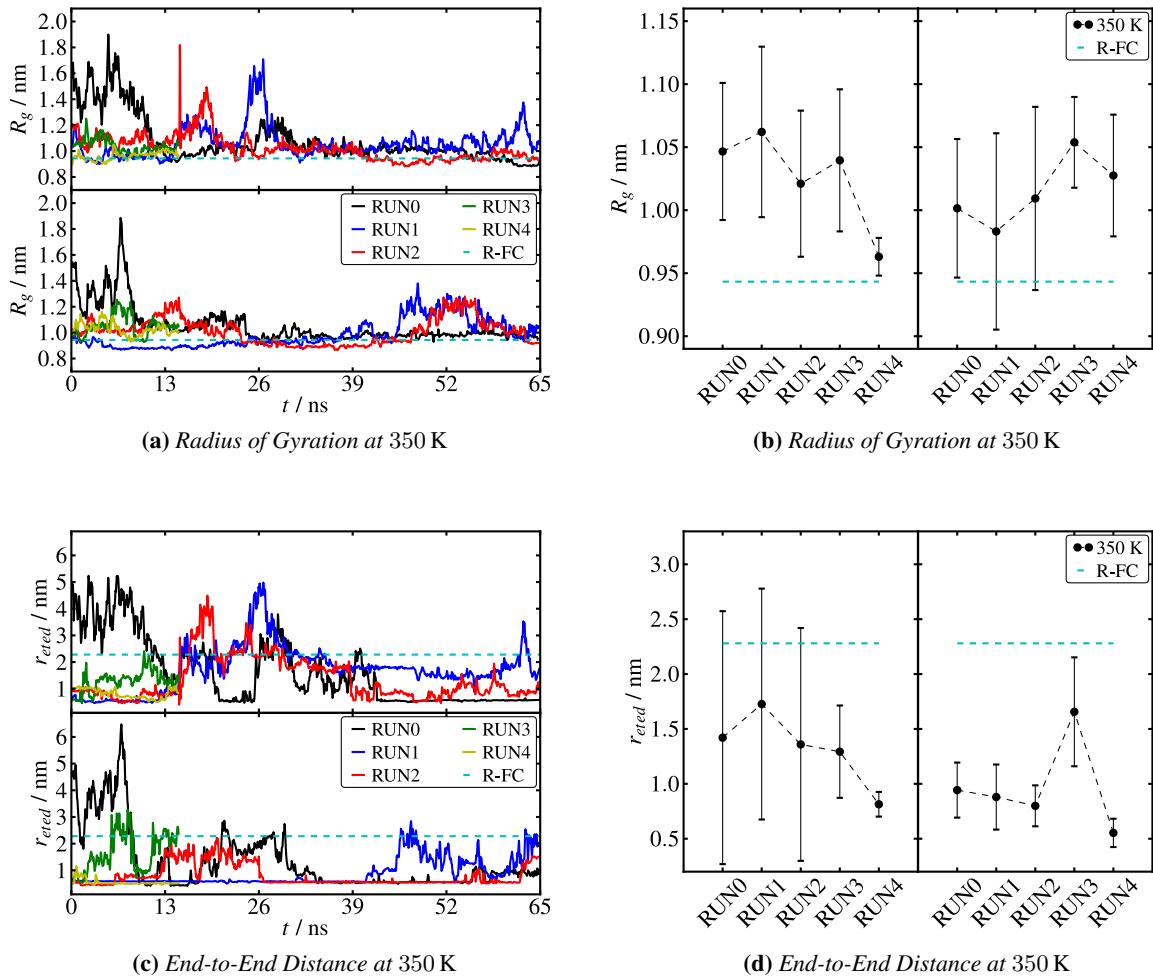 2.0
1.8
1.6
1.4
1.2
1.0
0.8
R_g / nm
2.0
1.8
1.6
1.4
1.2
1.0
0.8
R_g / nm
RUN0 RUN3
RUN1 RUN4
RUN2 R-FC
0 13 26 39 52 65
t / ns
(a) Radius of Gyration at 350 K
1.15
1.10
1.05
1.00
0.95
0.90
R_g / nm
350 K
R-FC
RUN0 RUN1 RUN2 RUN3 RUN4 RUN0 RUN1 RUN2 RUN3 RUN4
(b) Radius of Gyration at 350 K
6
5
4
3
2
1
r_eted / nm
6
5
4
3
2
1
r_eted / nm
RUN0 RUN3
RUN1 RUN4
RUN2 R-FC
0 13 26 39 52 65
t / ns
(c) End-to-End Distance at 350 K
3.0
2.5
2.0
1.5
1.0
0.5
r_eted / nm
350 K
R-FC
RUN0 RUN1 RUN2 RUN3 RUN4 RUN0 RUN1 RUN2 RUN3 RUN4
(d) End-to-End Distance at 350 K